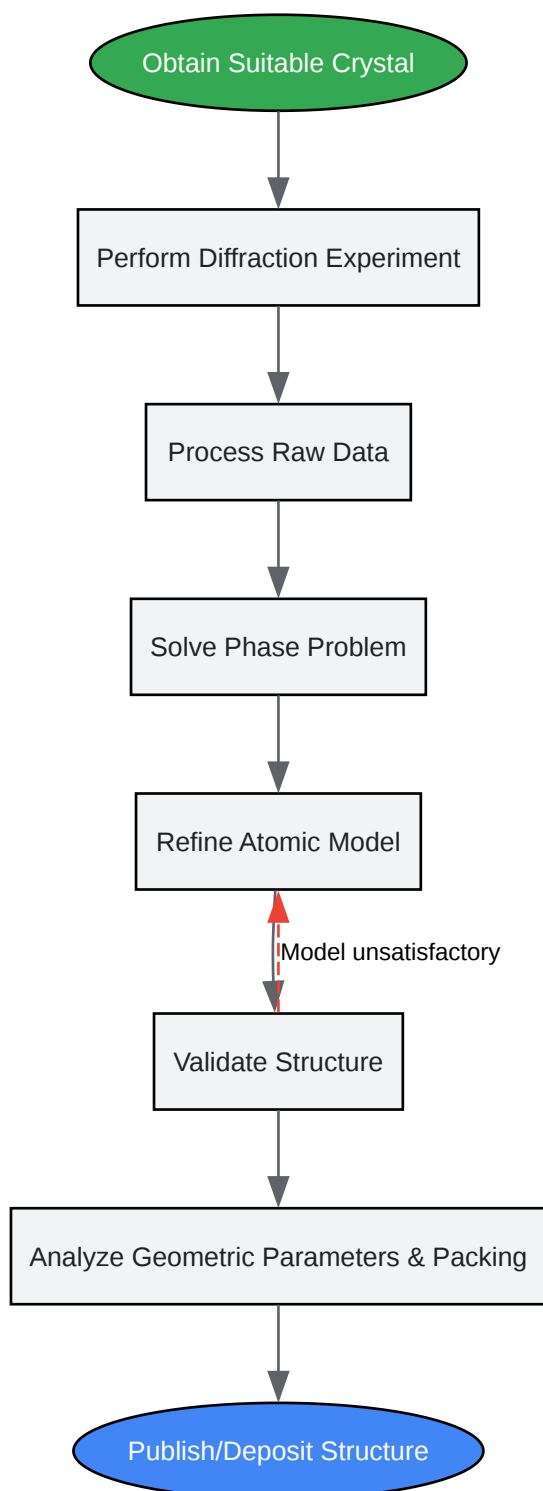 Obtain Suitable Crystal
Perform Diffraction Experiment
Process Raw Data
Solve Phase Problem
Refine Atomic Model
Model unsatisfactory
Validate Structure
Analyze Geometric Parameters & Packing
Publish/Deposit Structure